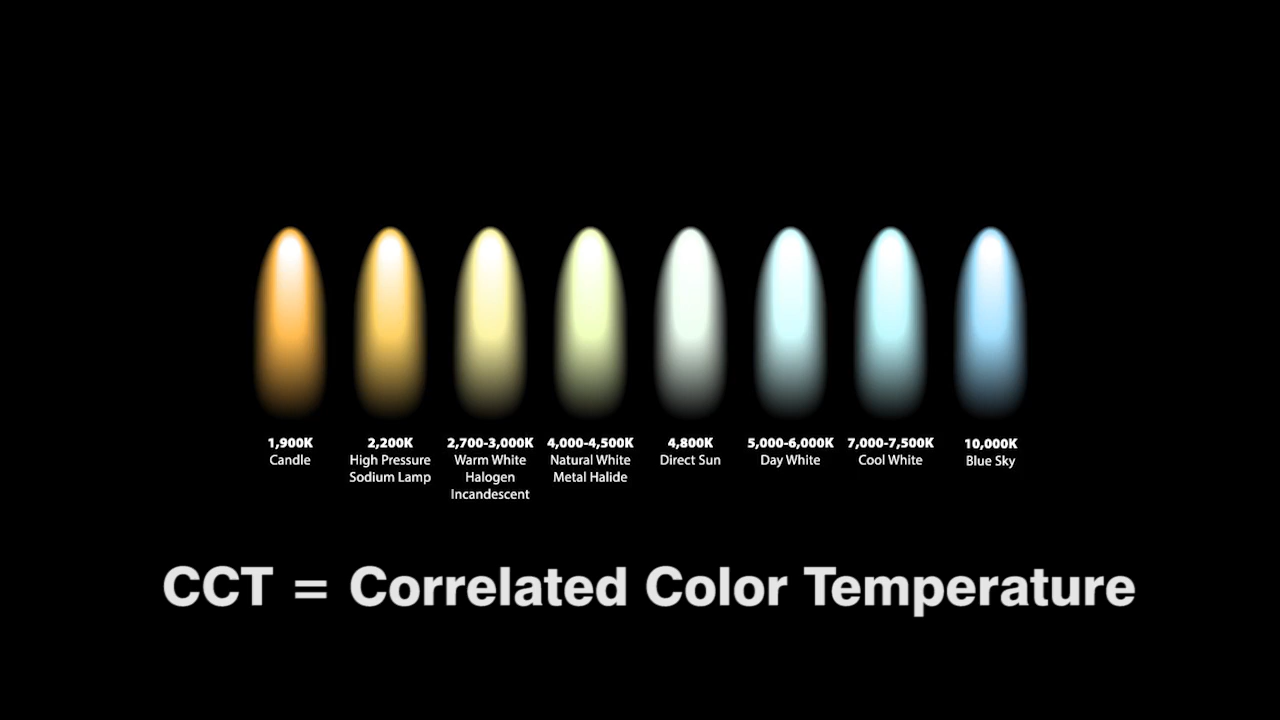 1,900K
Candle
2,200K
High Pressure
Sodium Lamp
2,700-3,000K
Warm White
Halogen
Incandescent
4,000-4,500K
Natural White
Metal Halide
4,800K
Direct Sun
5,000-6,000K
Day White
7,000-7,500K
Cool White
10,000K
Blue Sky
CCT = Correlated Color Temperature